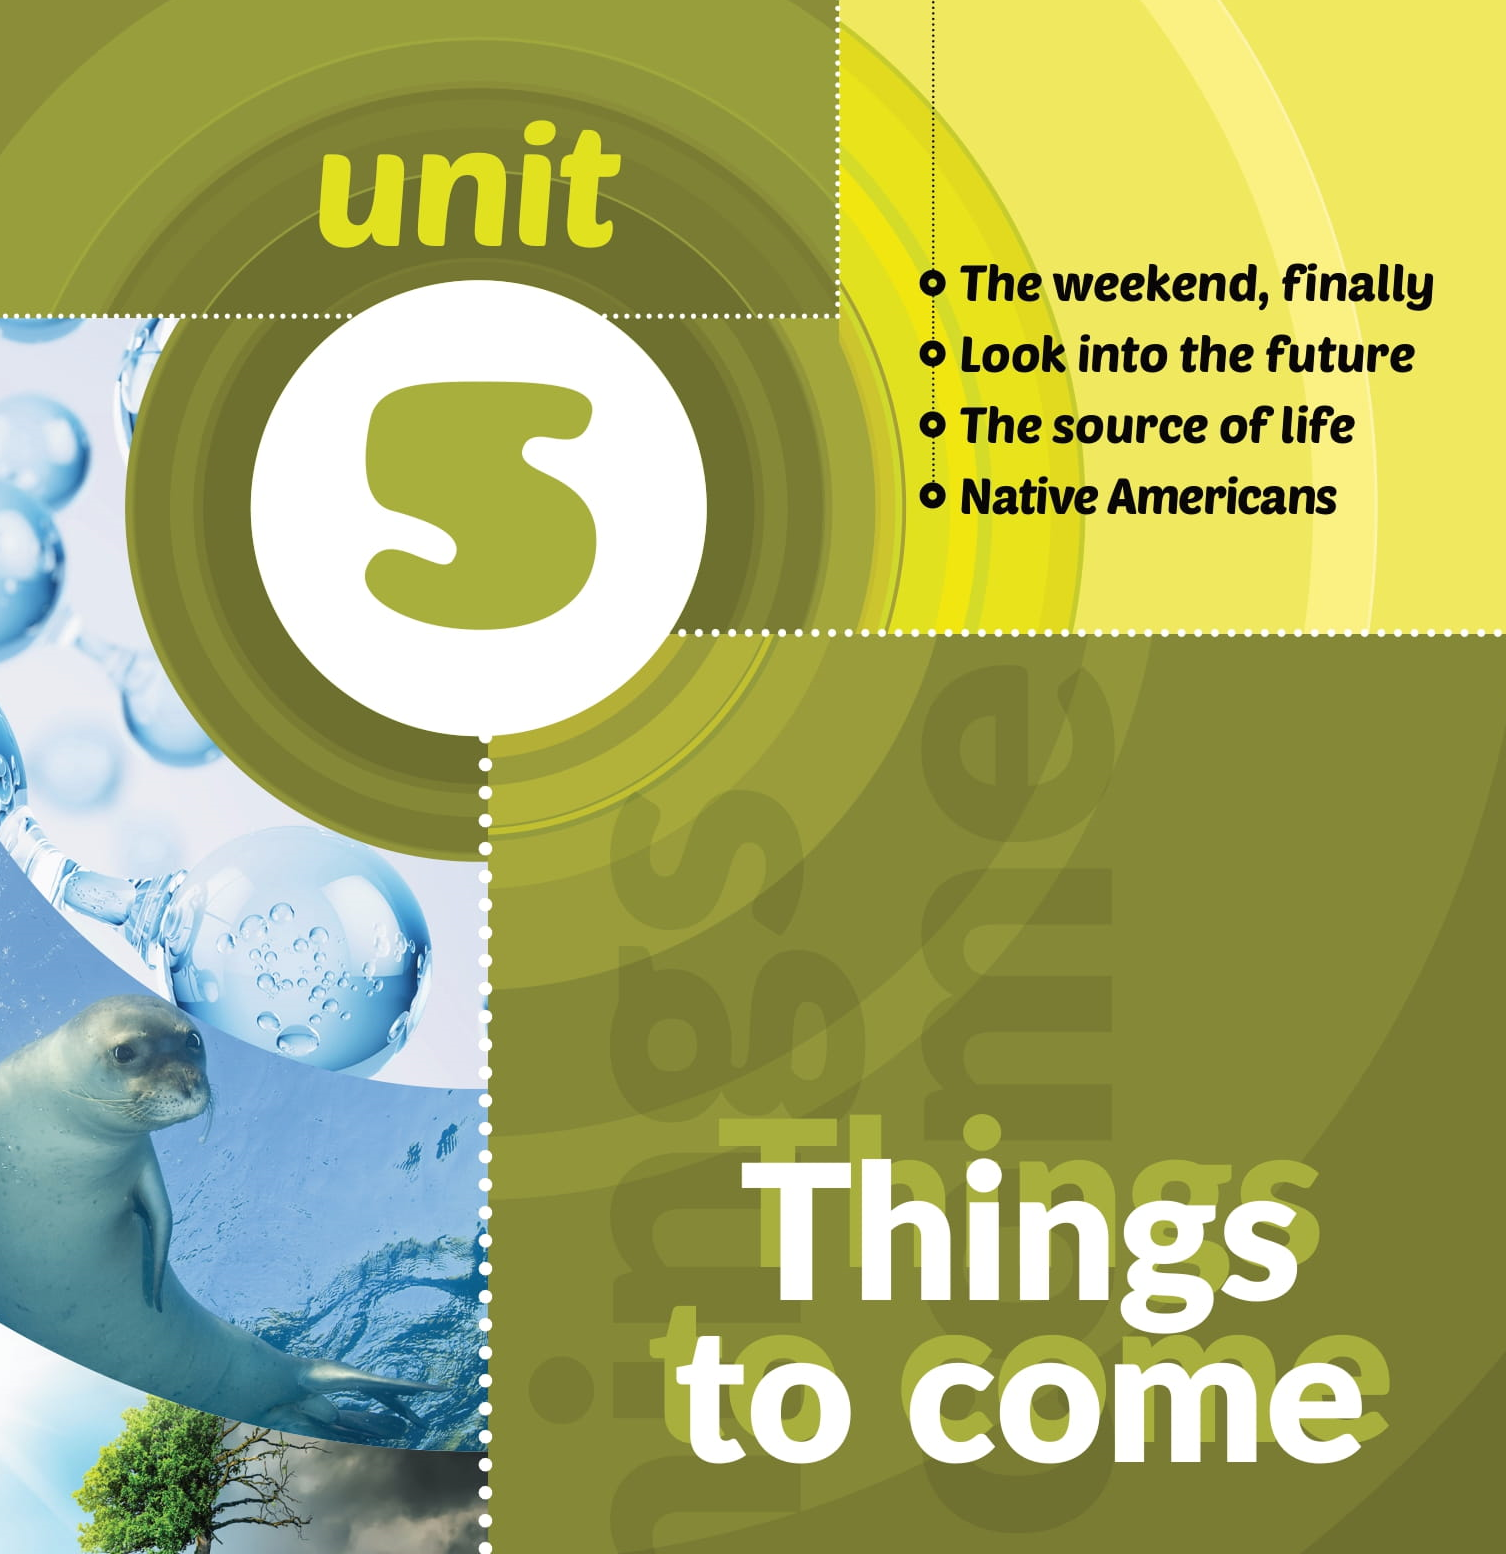 unit
5
The weekend, finally
Look into the future
The source of life
Native Americans
Things
to come